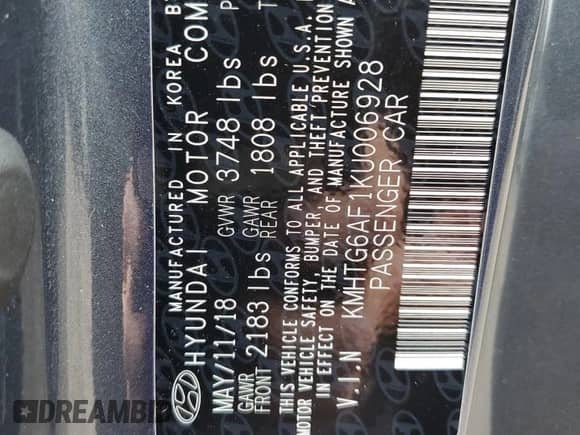 MANUFACTURED IN KOREA B
HYUNDAI MOTOR COM
MAY/11/18 GVWR 3748 lbs P
GAWR FRONT 2183 lbs GAWR REAR 1808 lbs T
THIS VEHICLE CONFORMS TO ALL APPLICABLE U.S.A.
MOTOR VEHICLE SAFETY, BUMPER AND THEFT PREVENTION
IN EFFECT ON THE DATE OF MANUFACTURE SHOWN A
V.I.N KMHTG6AF1KU006928
PASSENGER CAR
DREAMBID